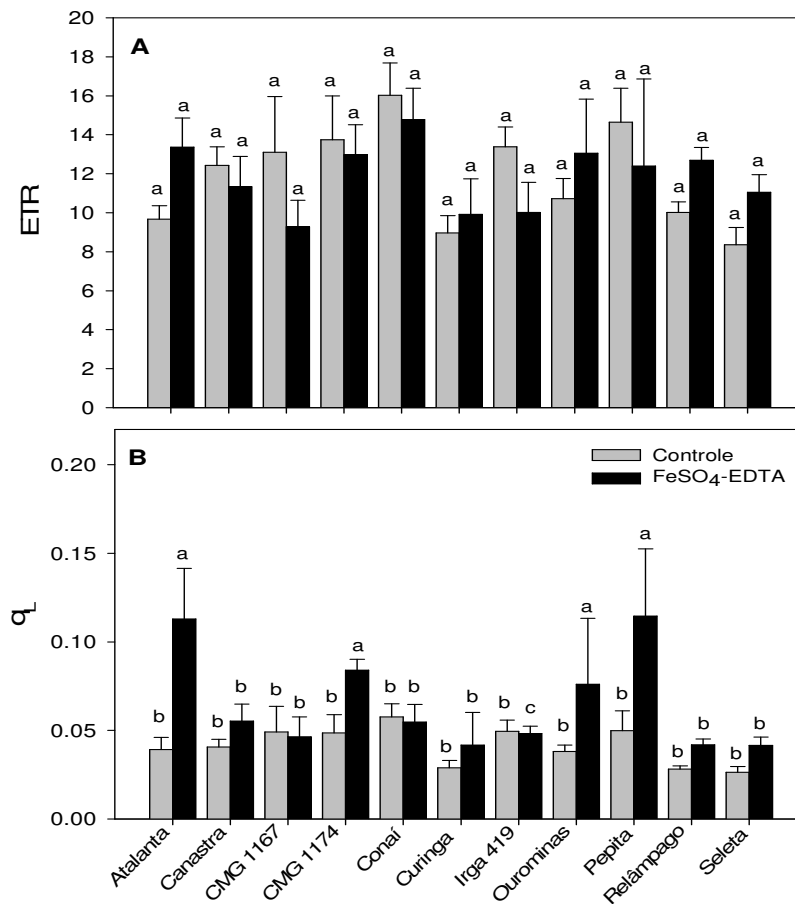 20
18
16
14
12
10
8
6
4
2
0
ETR
A
a a a a a a a a a a a a a a a a a a a a a a
0.20
0.15
0.10
0.05
0.00
qL
B
Controle
FeSO4-EDTA
b a b b b b b a b b b b b c b a b a b b b b
Atalanta
Canastra
CMG 1167
CMG 1174
Conaí
Curinga
Irga 419
Ourominas
Pepita
Relâmpago
Seleta